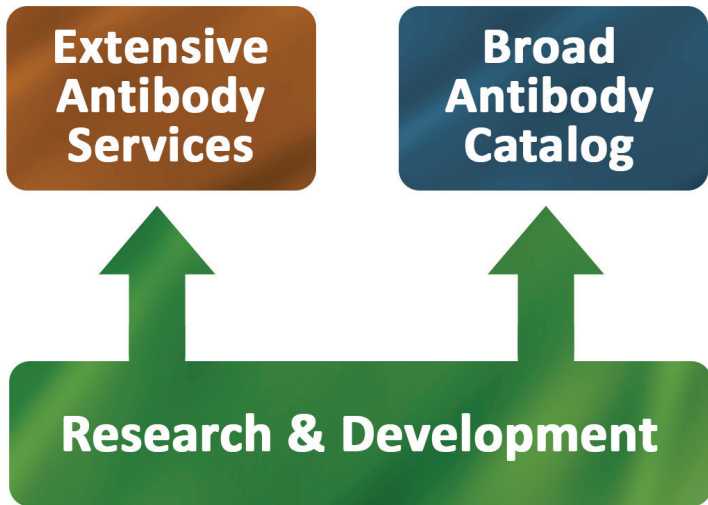 Extensive
Antibody
Services
Broad
Antibody
Catalog
Research & Development